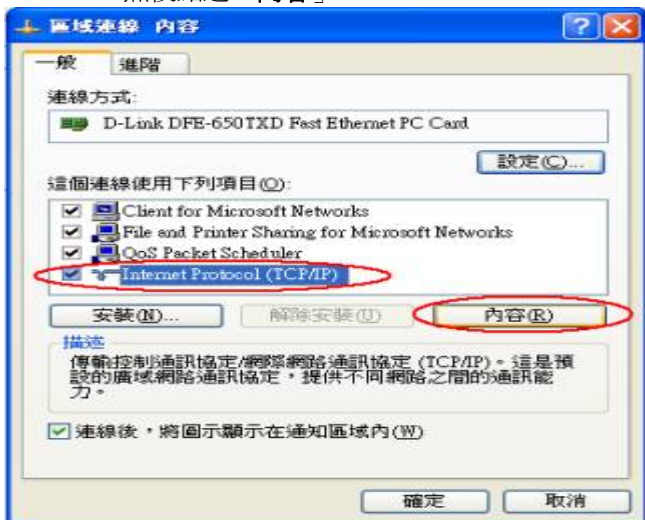 內容」
區域連線 內容
一般 進階
連線方式:
D-Link DFE-650TXD Fast Ethernet PC Card
設定(C)...
這個連線使用下列項目(O):
Client for Microsoft Networks
File and Printer Sharing for Microsoft Networks
QoS Packet Scheduler
Internet Protocol (TCP/IP)
安裝(N)... 解除安裝(U) 內容(R)
描述
傳輸控制通訊協定/網際網路通訊協定 (TCP/IP)。這是預
設的廣域網路通訊協定，提供不同網路之間的通訊能
力。
連線後，將圖示顯示在通知區域內(W)
確定 取消